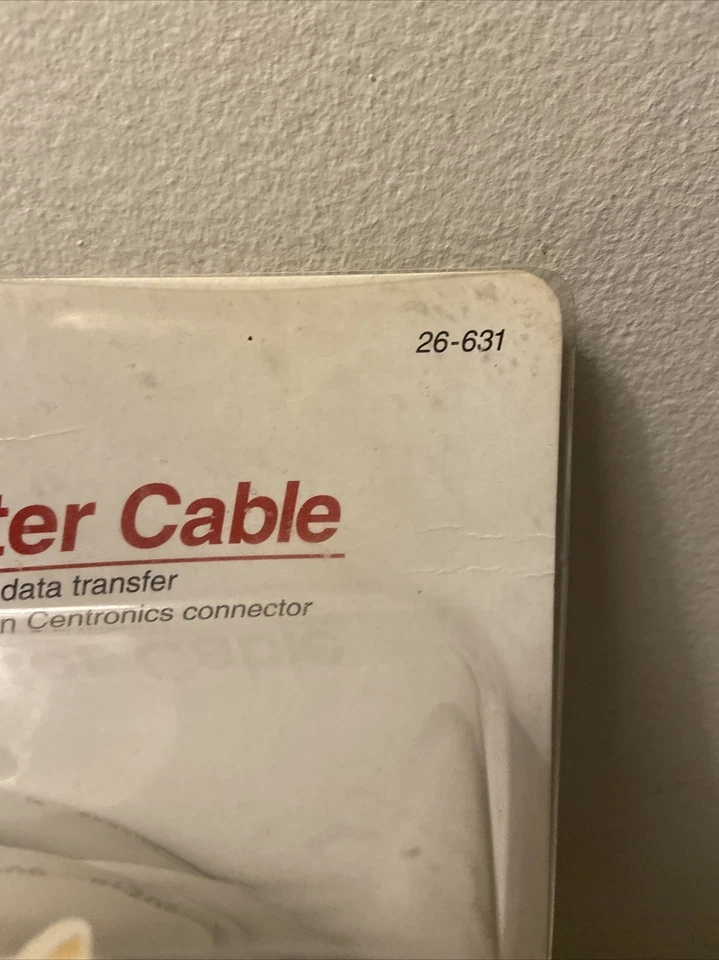 26-631
ter Cable
data transfer
n Centronics connector